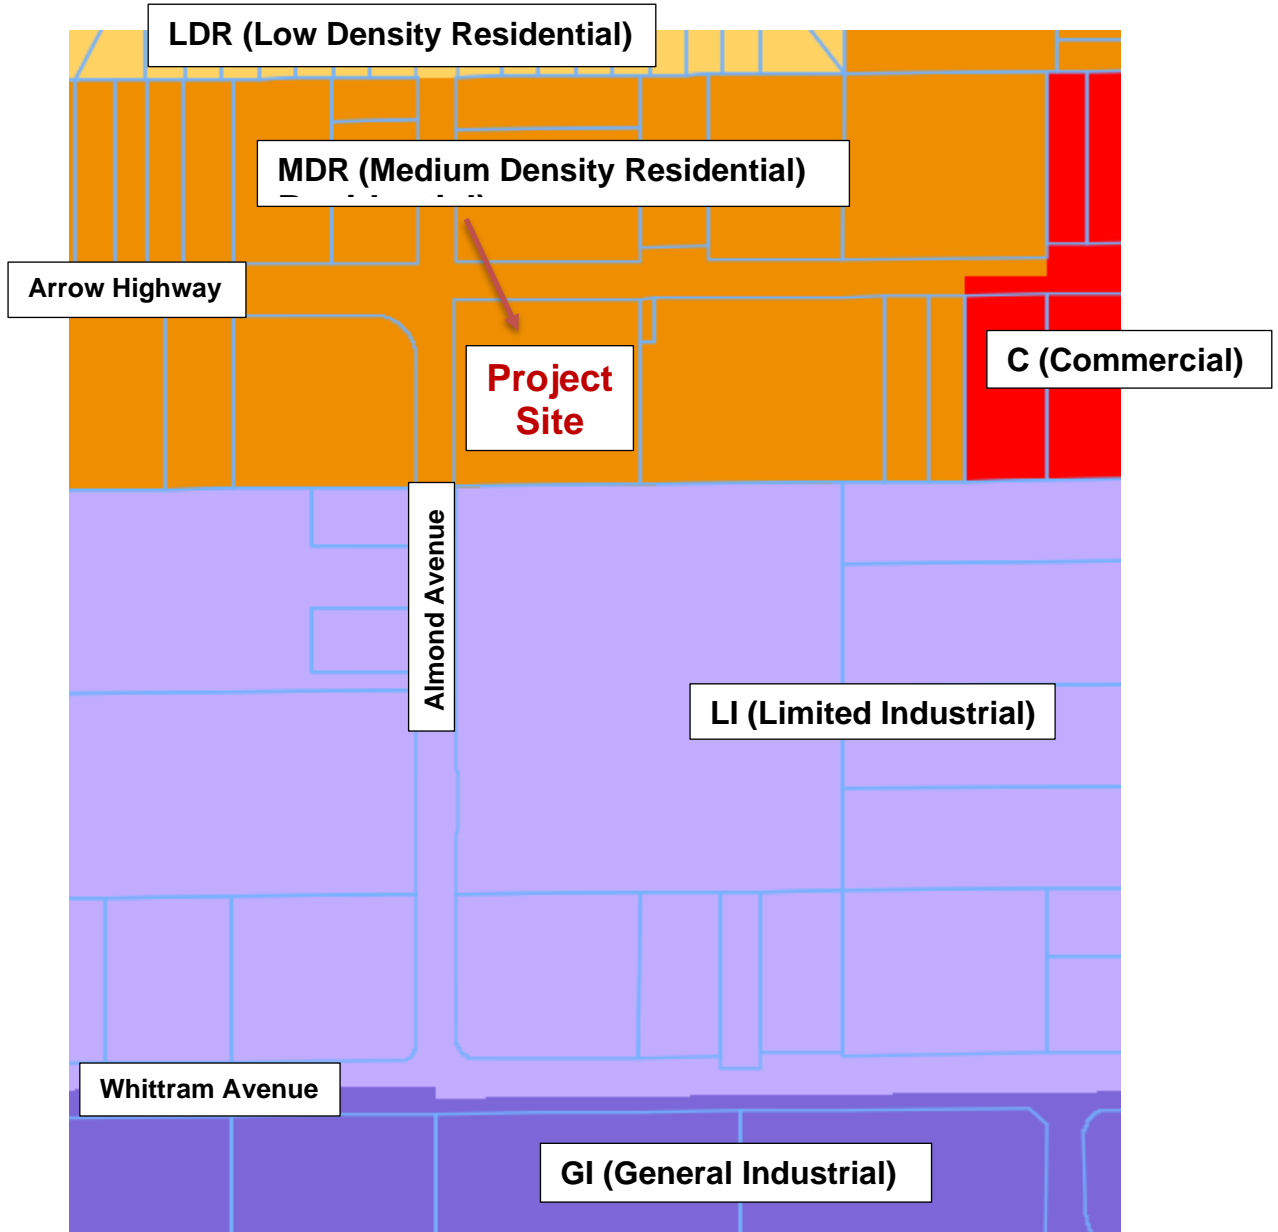 LDR (Low Density Residential)
MDR (Medium Density Residential)
Arrow Highway
C (Commercial)
Project
Site
Almond Avenue
LI (Limited Industrial)
Whittram Avenue
GI (General Industrial)